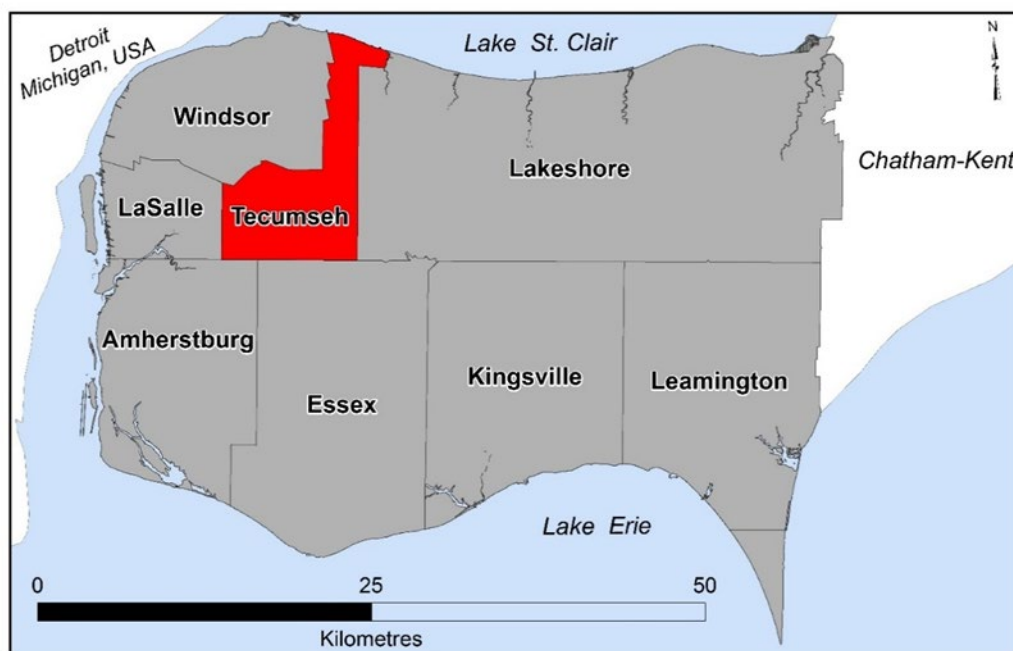 Detroit
Michigan, USA
Lake St. Clair
N
Windsor
Lakeshore
Chatham-Kent
LaSalle
Tecumseh
Amherstburg
Essex
Kingsville
Leamington
Lake Erie
0
25
50
Kilometres